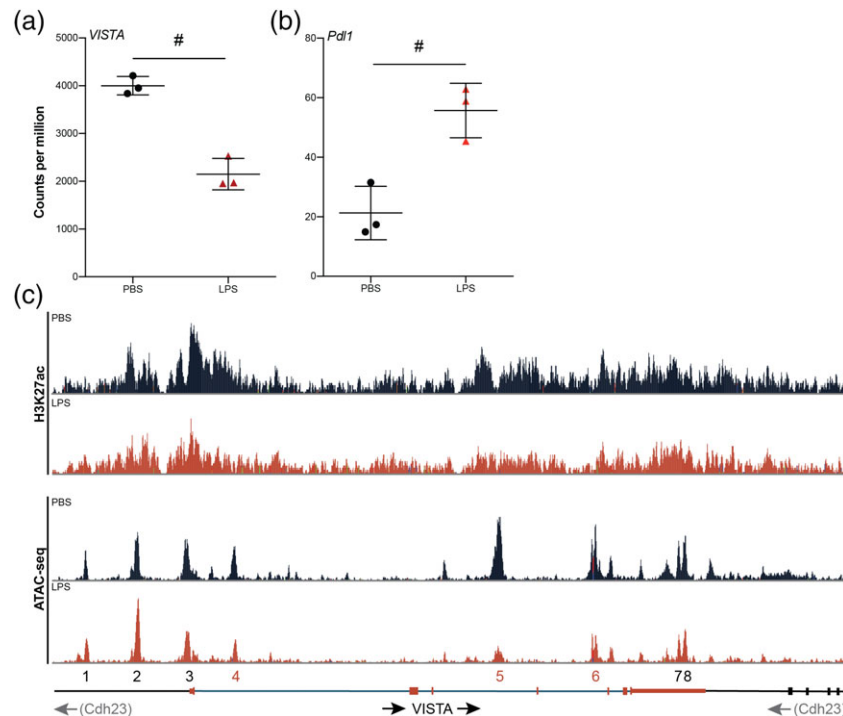 (a)
VISTA
#
5000
4000
3000
2000
1000
0
Counts per million
PBS LPS
(b)
Pdl1
#
80
60
40
20
0
PBS LPS
(c)
H3K27ac
PBS
LPS
ATAC-seq
PBS
LPS
1 2 3 4 5 6 78
(Cdh23) VISTA (Cdh23)